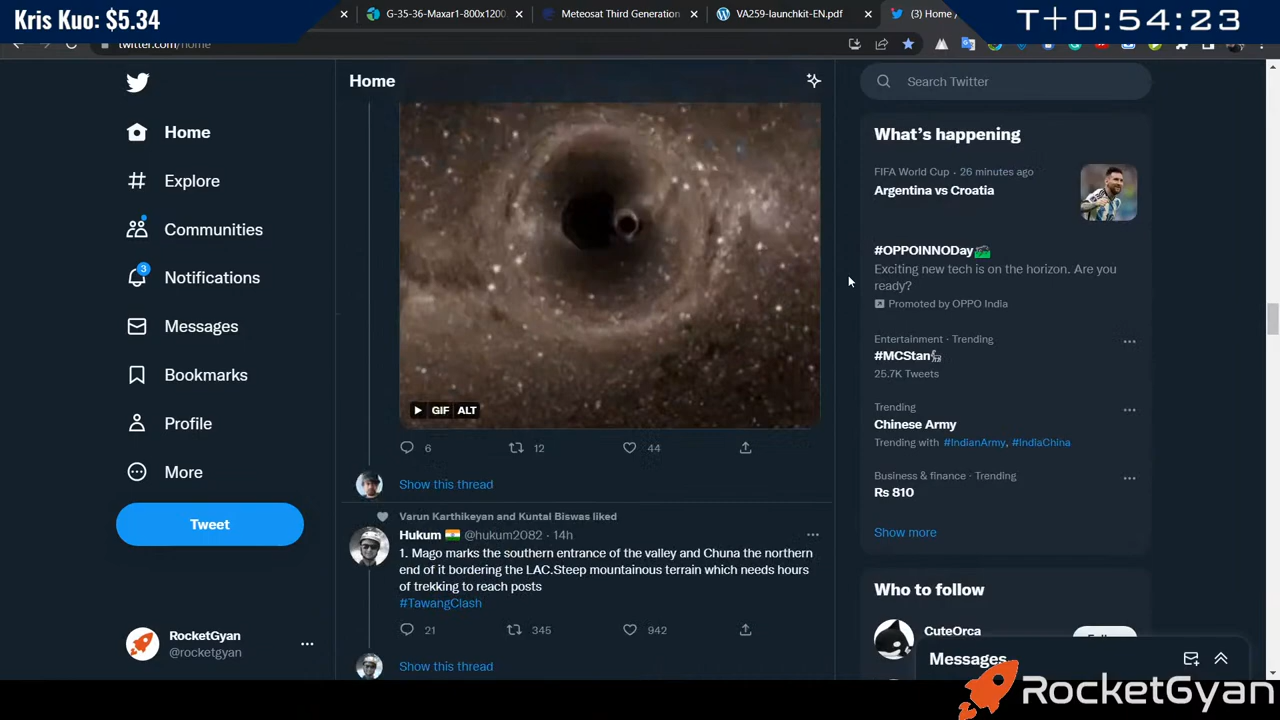 Kris Kuo: $5.34
G-35-36-Maxar1-800x1200
Meteosat Third Generation
VA259-launchkit-EN_0.pdf
(3) Home /
T+0:54:23
twitter.com/home
Home
Explore
Communities
3
Notifications
Messages
Bookmarks
Profile
More
Tweet
RocketGyan
@rocketgyan
Home
GIF ALT
6 12 44
Show this thread
Varun Karthikeyan and Kuntal Biswas liked
Hukum @hukum2082 · 14h
1. Mago marks the southern entrance of the valley and Chuna the northern
end of it bordering the LAC.Steep mountainous terrain which needs hours
of trekking to reach posts
#TawangClash
21 345 942
Show this thread
Search Twitter
What's happening
FIFA World Cup · 26 minutes ago
Argentina vs Croatia
#OPPOINNODay
Exciting new tech is on the horizon. Are you
ready?
Promoted by OPPO India
Entertainment · Trending
#MCStan
25.7K Tweets
Trending
Chinese Army
Trending with #IndianArmy, #IndiaChina
Business & finance · Trending
Rs 810
Show more
Who to follow
CuteOrca
Messages
RocketGyan